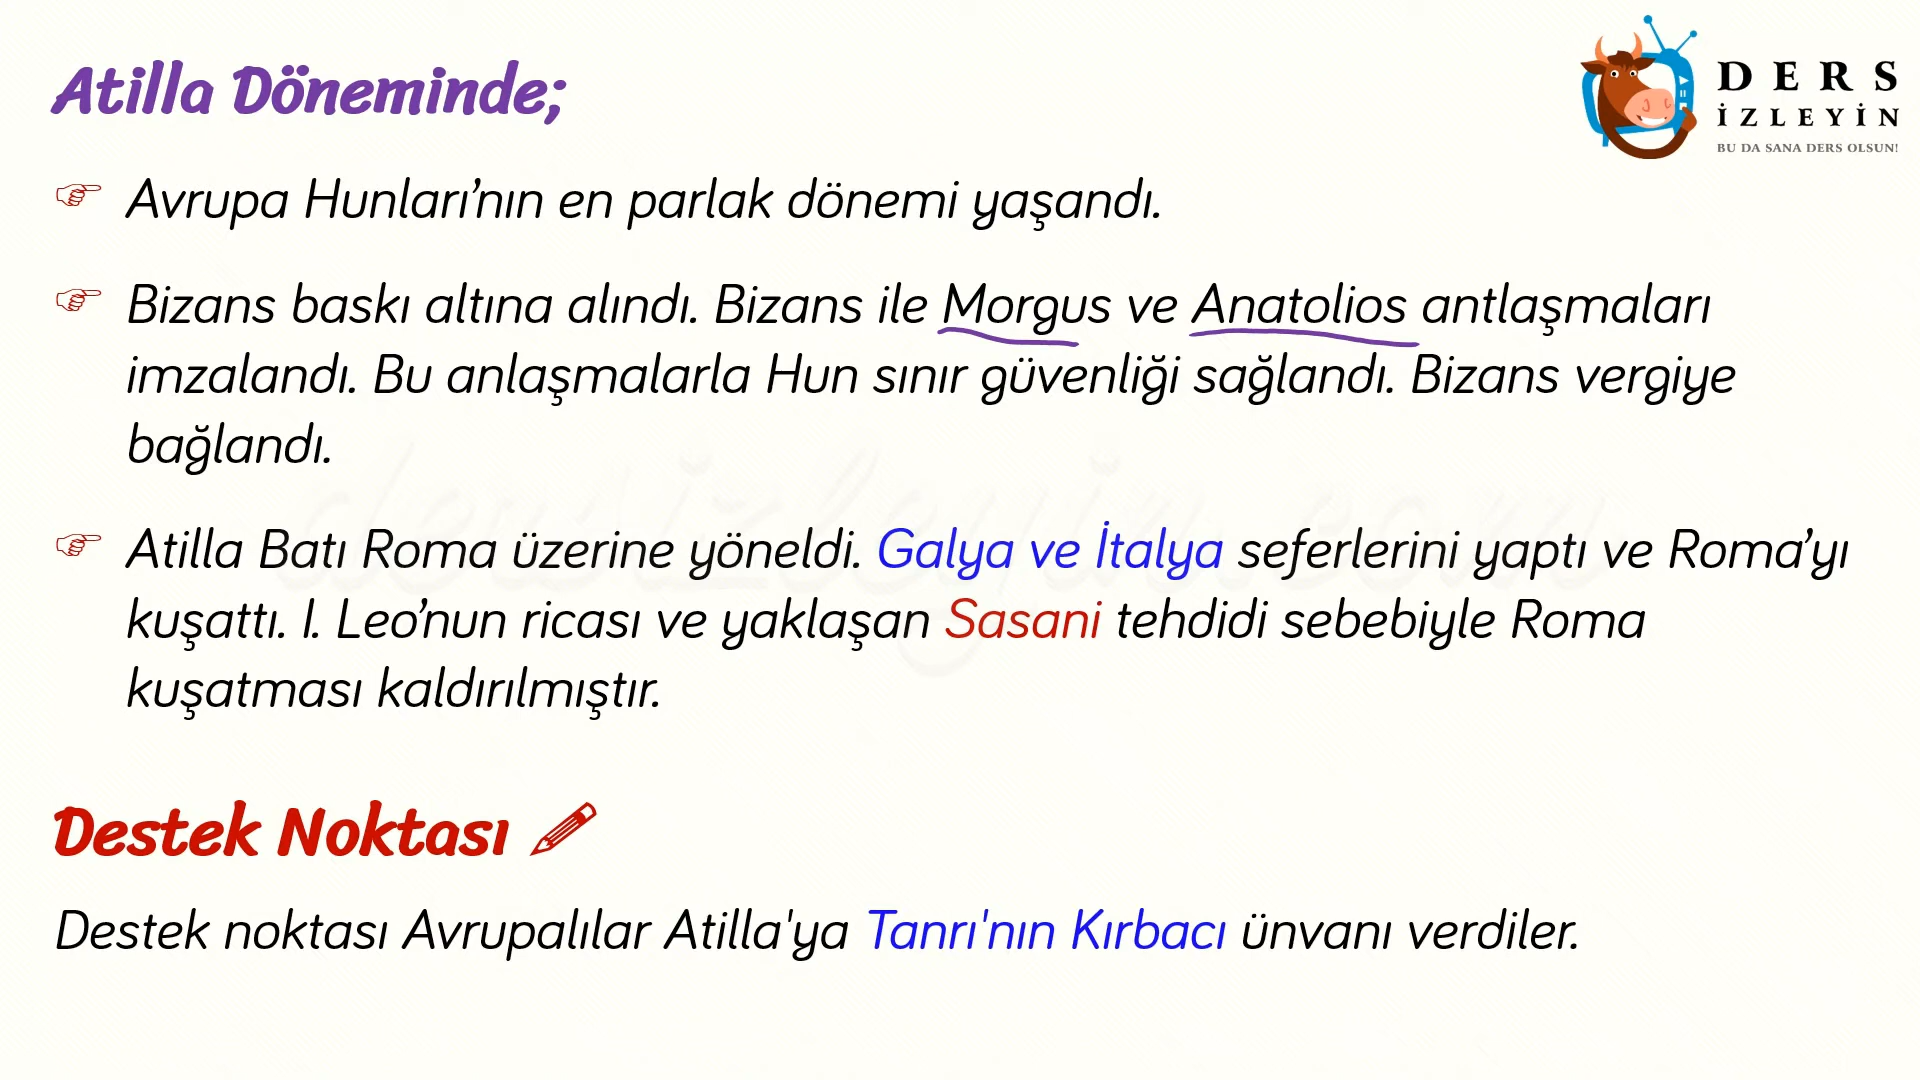 Atilla Döneminde;
DERS
İZLEYİN
BU DA SANA DERS OLSUN!
Avrupa Hunları’nın en parlak dönemi yaşandı.
Bizans baskı altına alındı. Bizans ile Morgus ve Anatolios antlaşmaları
imzalandı. Bu anlaşmalarla Hun sınır güvenliği sağlandı. Bizans vergiye
bağlandı.
dersizleyin.com
Atilla Batı Roma üzerine yöneldi. Galya ve İtalya seferlerini yaptı ve Roma’yı
kuşattı. I. Leo’nun ricası ve yaklaşan Sasani tehdidi sebebiyle Roma
kuşatması kaldırılmıştır.
Destek Noktası
Destek noktası Avrupalılar Atilla'ya Tanrı'nın Kırbacı ünvanı verdiler.